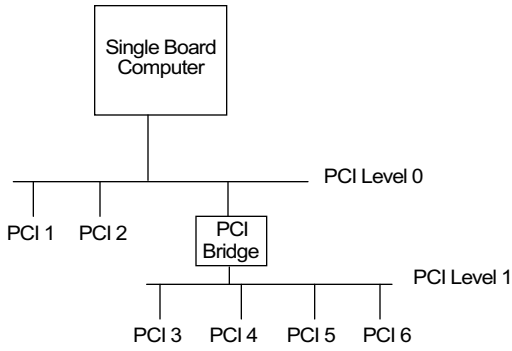 Single Board
Computer
PCI Level 0
PCI 1
PCI 2
PCI
Bridge
PCI Level 1
PCI 3
PCI 4
PCI 5
PCI 6